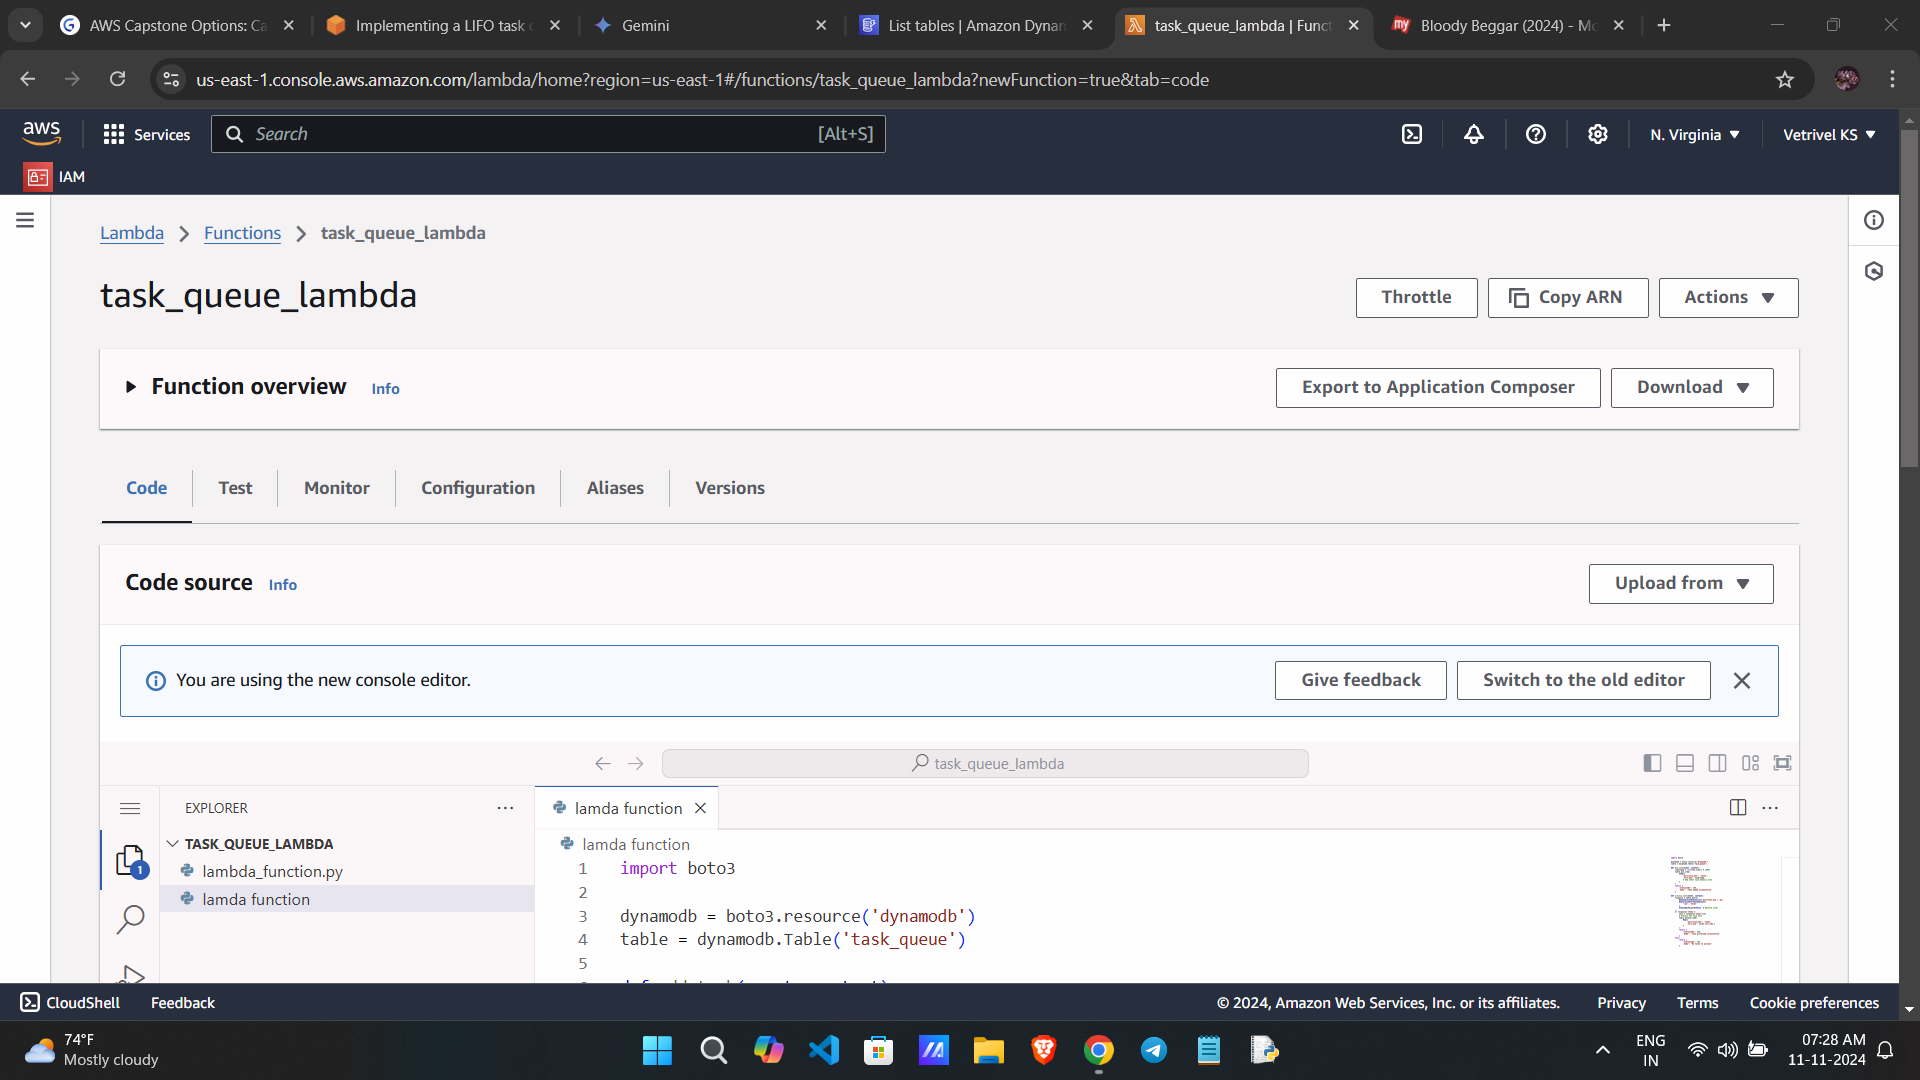 AWS Capstone Options: Ca
Implementing a LIFO task
Gemini
List tables | Amazon Dynan
task_queue_lambda | Funct
my
Bloody Beggar (2024) - Mo
us-east-1.console.aws.amazon.com/lambda/home?region=us-east-1#/functions/task_queue_lambda?newFunction=true&tab=code
aws
Services
Search
[Alt+S]
N. Virginia
Vetrivel KS
IAM
Lambda
Functions
task_queue_lambda
task_queue_lambda
Throttle
Copy ARN
Actions
Function overview
Info
Export to Application Composer
Download
Code
Test
Monitor
Configuration
Aliases
Versions
Code source
Info
Upload from
You are using the new console editor.
Give feedback
Switch to the old editor
task_queue_lambda
EXPLORER
lamda function
TASK_QUEUE_LAMBDA
lamda function
1
lambda_function.py
lamda function
1 import boto3
2
3 dynamodb = boto3.resource('dynamodb')
4 table = dynamodb.Table('task_queue')
5
CloudShell
Feedback
© 2024, Amazon Web Services, Inc. or its affiliates.
Privacy
Terms
Cookie preferences
74°F
Mostly cloudy
ENG
IN
07:28 AM
11-11-2024